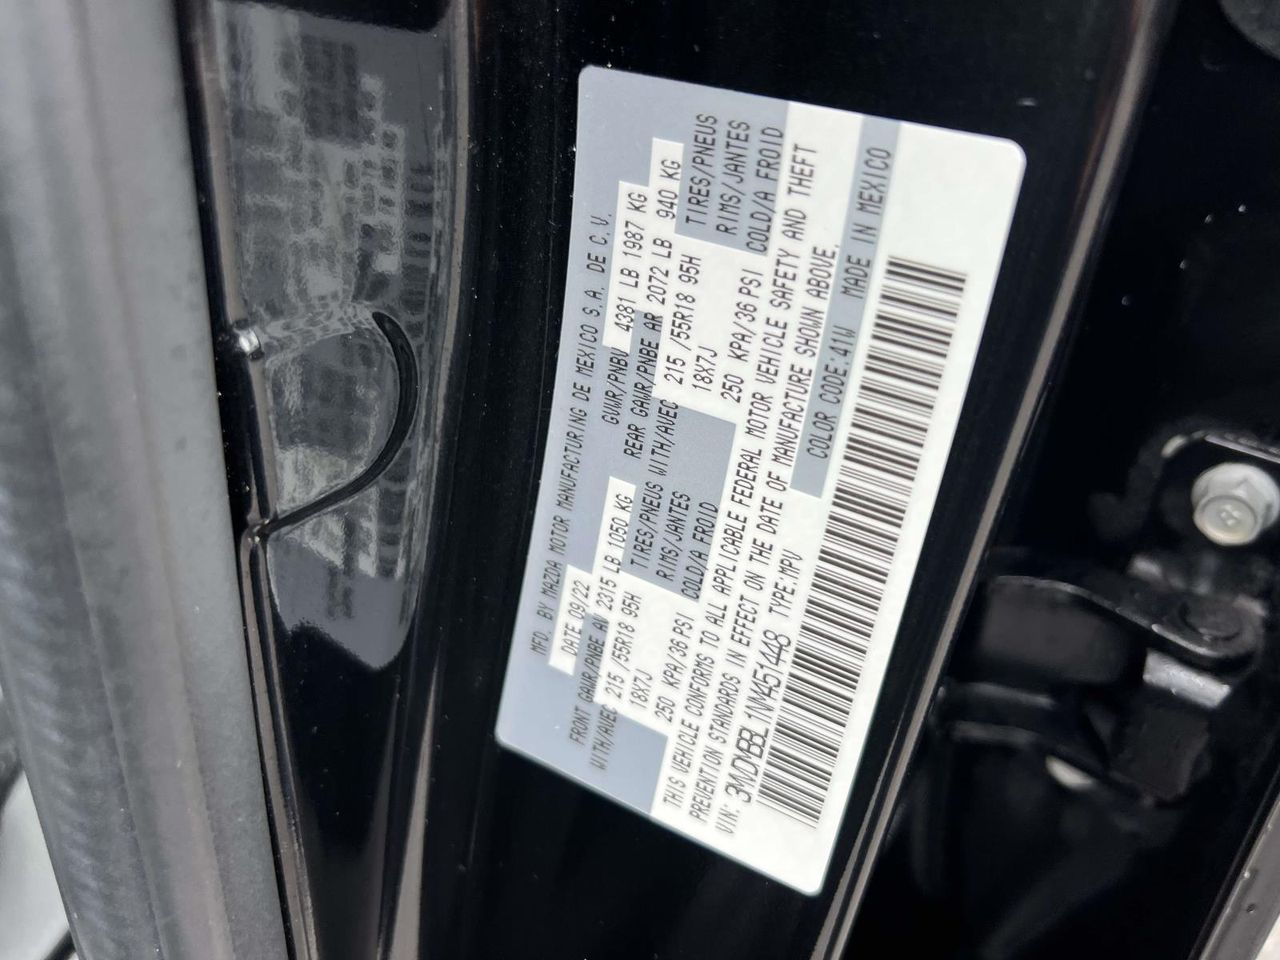 MFD. BY MAZDA MOTOR MANUFACTURING DE MEXICO S.A. DE C.V.
DATE 09/22 GVWR/PNBV 4381 LB 1987 KG
FRONT GAWR/PNBE AV 2315 LB 1050 KG REAR GAWR/PNBE AR 2072 LB 940 KG
WITH/AVEC 215 /55R18 95H TIRES/PNEUS WITH/AVEC 215 /55R18 95H TIRES/PNEUS
18X7J RIMS/JANTES 18X7J RIMS/JANTES
250 KPA/36 PSI COLD/A FROID 250 KPA/36 PSI COLD/A FROID
THIS VEHICLE CONFORMS TO ALL APPLICABLE FEDERAL MOTOR VEHICLE SAFETY AND THEFT
PREVENTION STANDARDS IN EFFECT ON THE DATE OF MANUFACTURE SHOWN ABOVE.
VIN: 3MVDMBBL1NM451448 TYPE:MPV COLOR CODE:41W MADE IN MEXICO